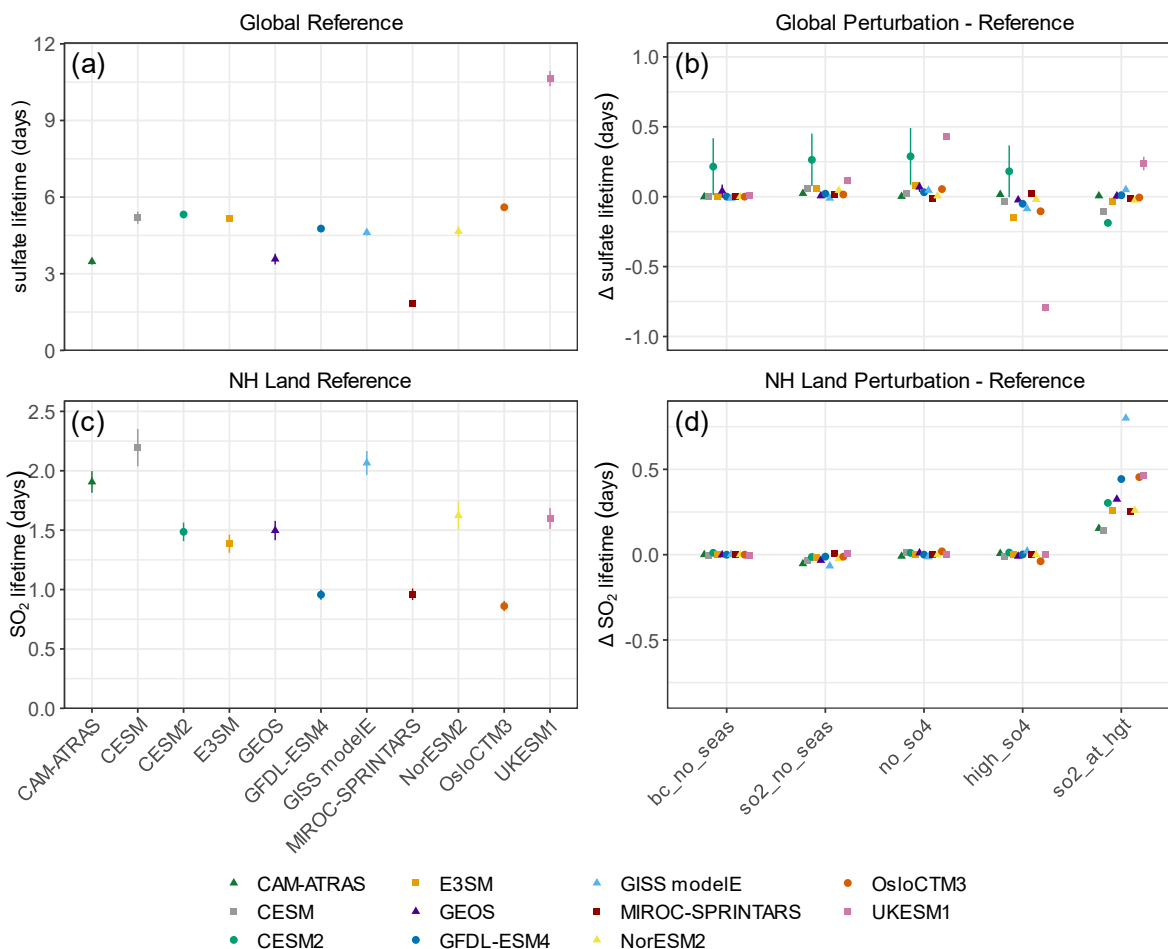 Global Reference
Global Perturbation - Reference
(a)
(b)
sulfate lifetime (days)
12
9
6
3
0
Δ sulfate lifetime (days)
1.0
0.5
0.0
-0.5
-1.0
NH Land Reference
NH Land Perturbation - Reference
(c)
(d)
SO₂ lifetime (days)
2.5
2.0
1.5
1.0
0.5
0.0
Δ SO₂ lifetime (days)
0.5
0.0
-0.5
CAM-ATRAS
CESM
CESM2
E3SM
GEOS
GFDL-ESM4
GISS modelE
MIROC-SPRINTARS
NorESM2
OsloCTM3
UKESM1
bc_no_seas
so2_no_seas
no_so4
high_so4
so2_at_hgt
CAM-ATRAS
E3SM
GISS modelE
OsloCTM3
CESM
GEOS
MIROC-SPRINTARS
UKESM1
CESM2
GFDL-ESM4
NorESM2